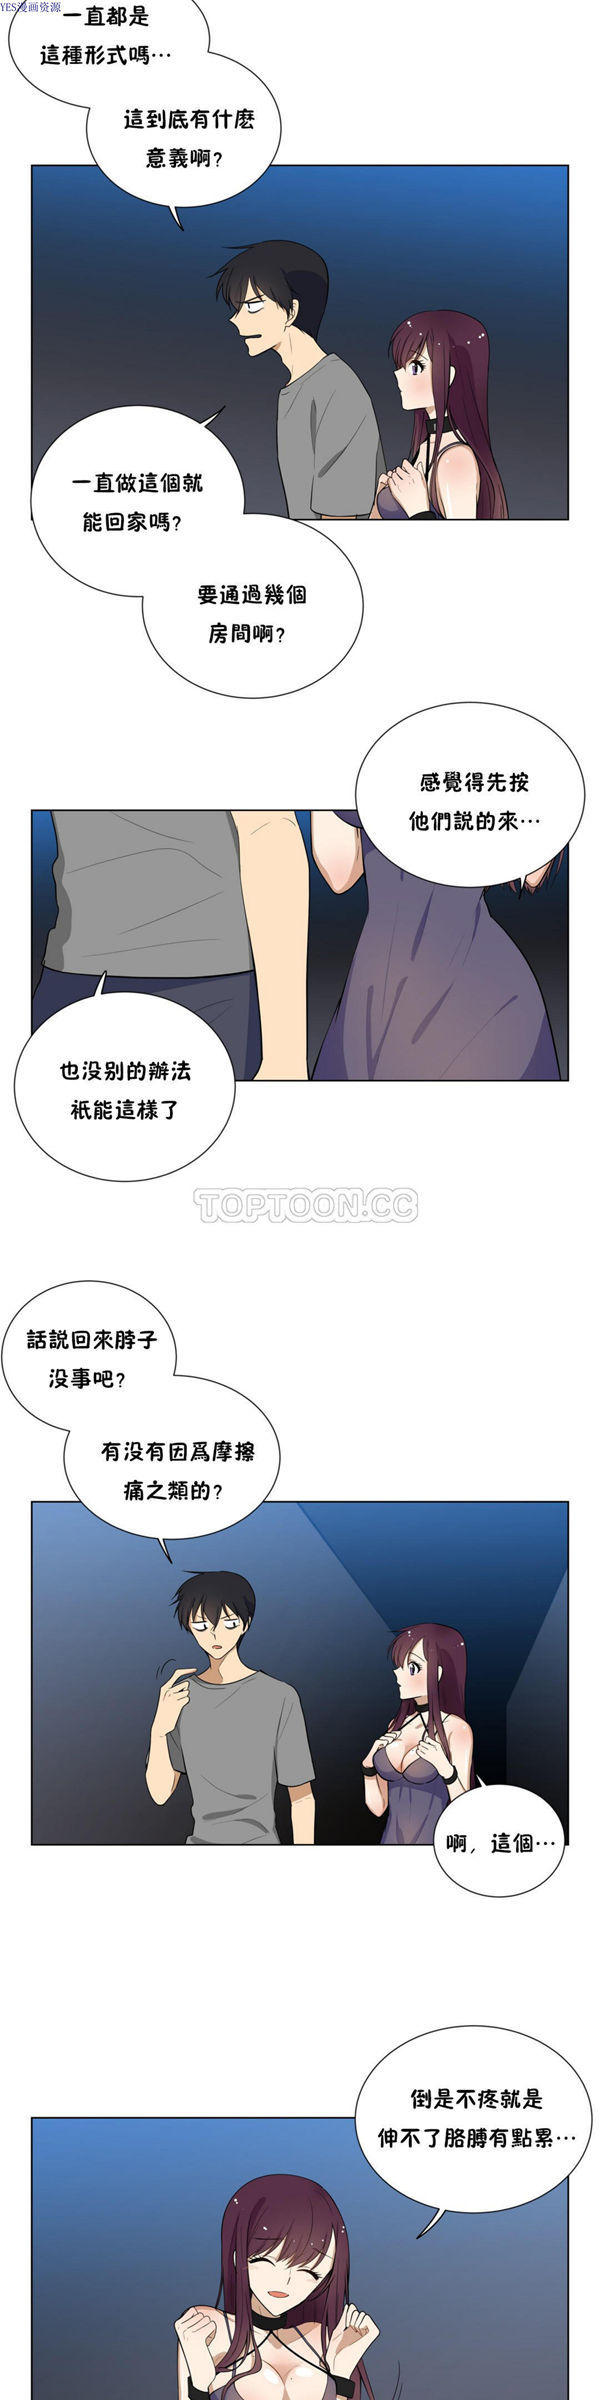 YES漫画资源
一直都是
這種形式嗎…
這到底有什麽
意義啊?
一直做這個就
能回家嗎?
要通過幾個
房間啊?
感覺得先按
他們説的來…
也没别的辦法
衹能這樣了
TOPTOON.CC
話説回來脖子
没事吧?
有没有因爲摩擦
痛之類的?
啊，這個…
倒是不疼就是
伸不了胳膊有點累…